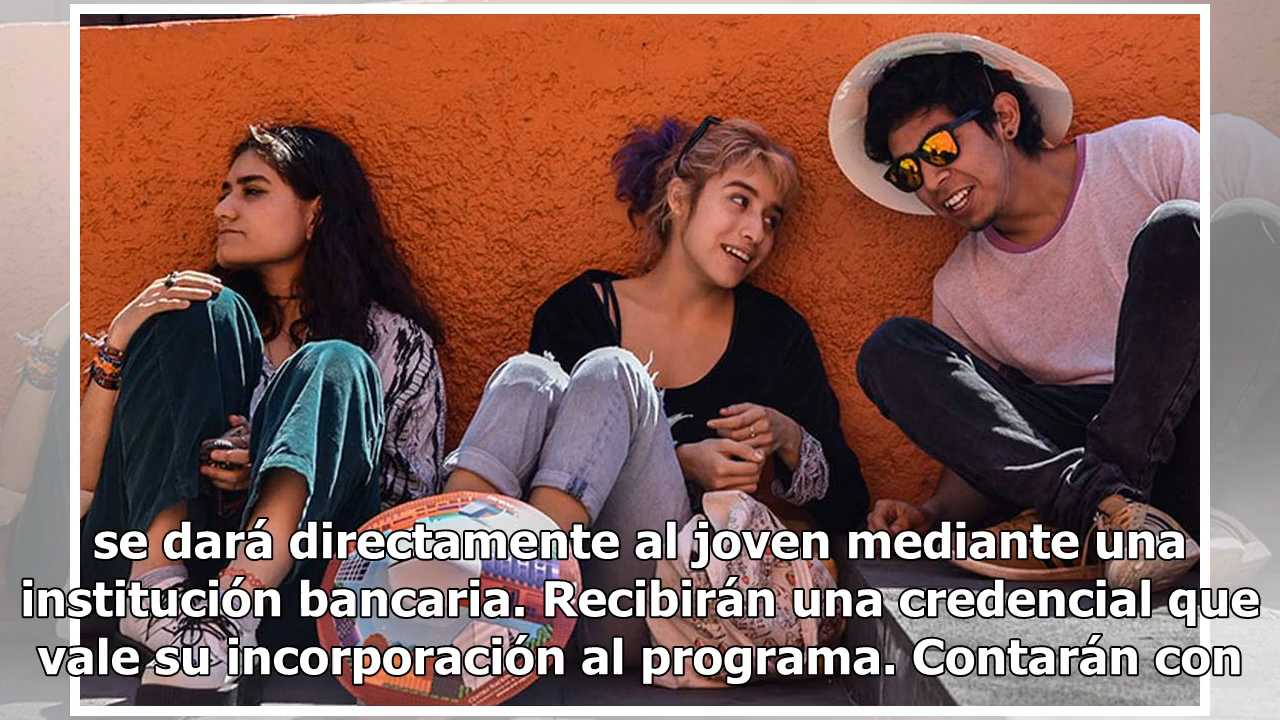 se dará directamente al joven mediante una
institución bancaria. Recibirán una credencial que
vale su incorporación al programa. Contarán con